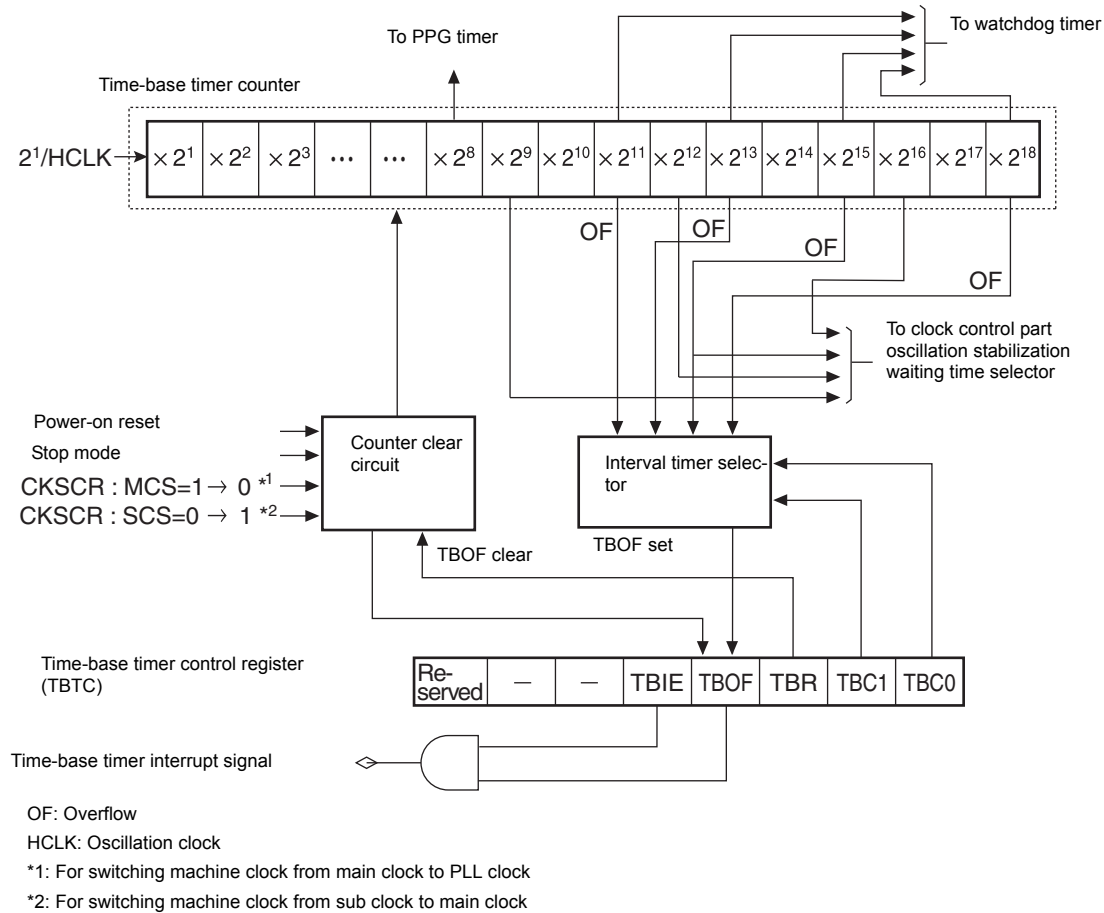 To PPG timer
To watchdog timer
Time-base timer counter
2¹/HCLK
× 2¹ × 2² × 2³ ··· ··· × 2⁸ × 2⁹ × 2¹⁰ × 2¹¹ × 2¹² × 2¹³ × 2¹⁴ × 2¹⁵ × 2¹⁶ × 2¹⁷ × 2¹⁸
OF
OF
OF
OF
To clock control part
oscillation stabilization
waiting time selector
Power-on reset
Stop mode
CKSCR : MCS=1 → 0 *1
CKSCR : SCS=0 → 1 *2
Counter clear
circuit
Interval timer selec-
tor
TBOF clear
TBOF set
Time-base timer control register
(TBTC)
Re-
served
— — TBIE TBOF TBR TBC1 TBC0
Time-base timer interrupt signal
OF: Overflow
HCLK: Oscillation clock
*1: For switching machine clock from main clock to PLL clock
*2: For switching machine clock from sub clock to main clock